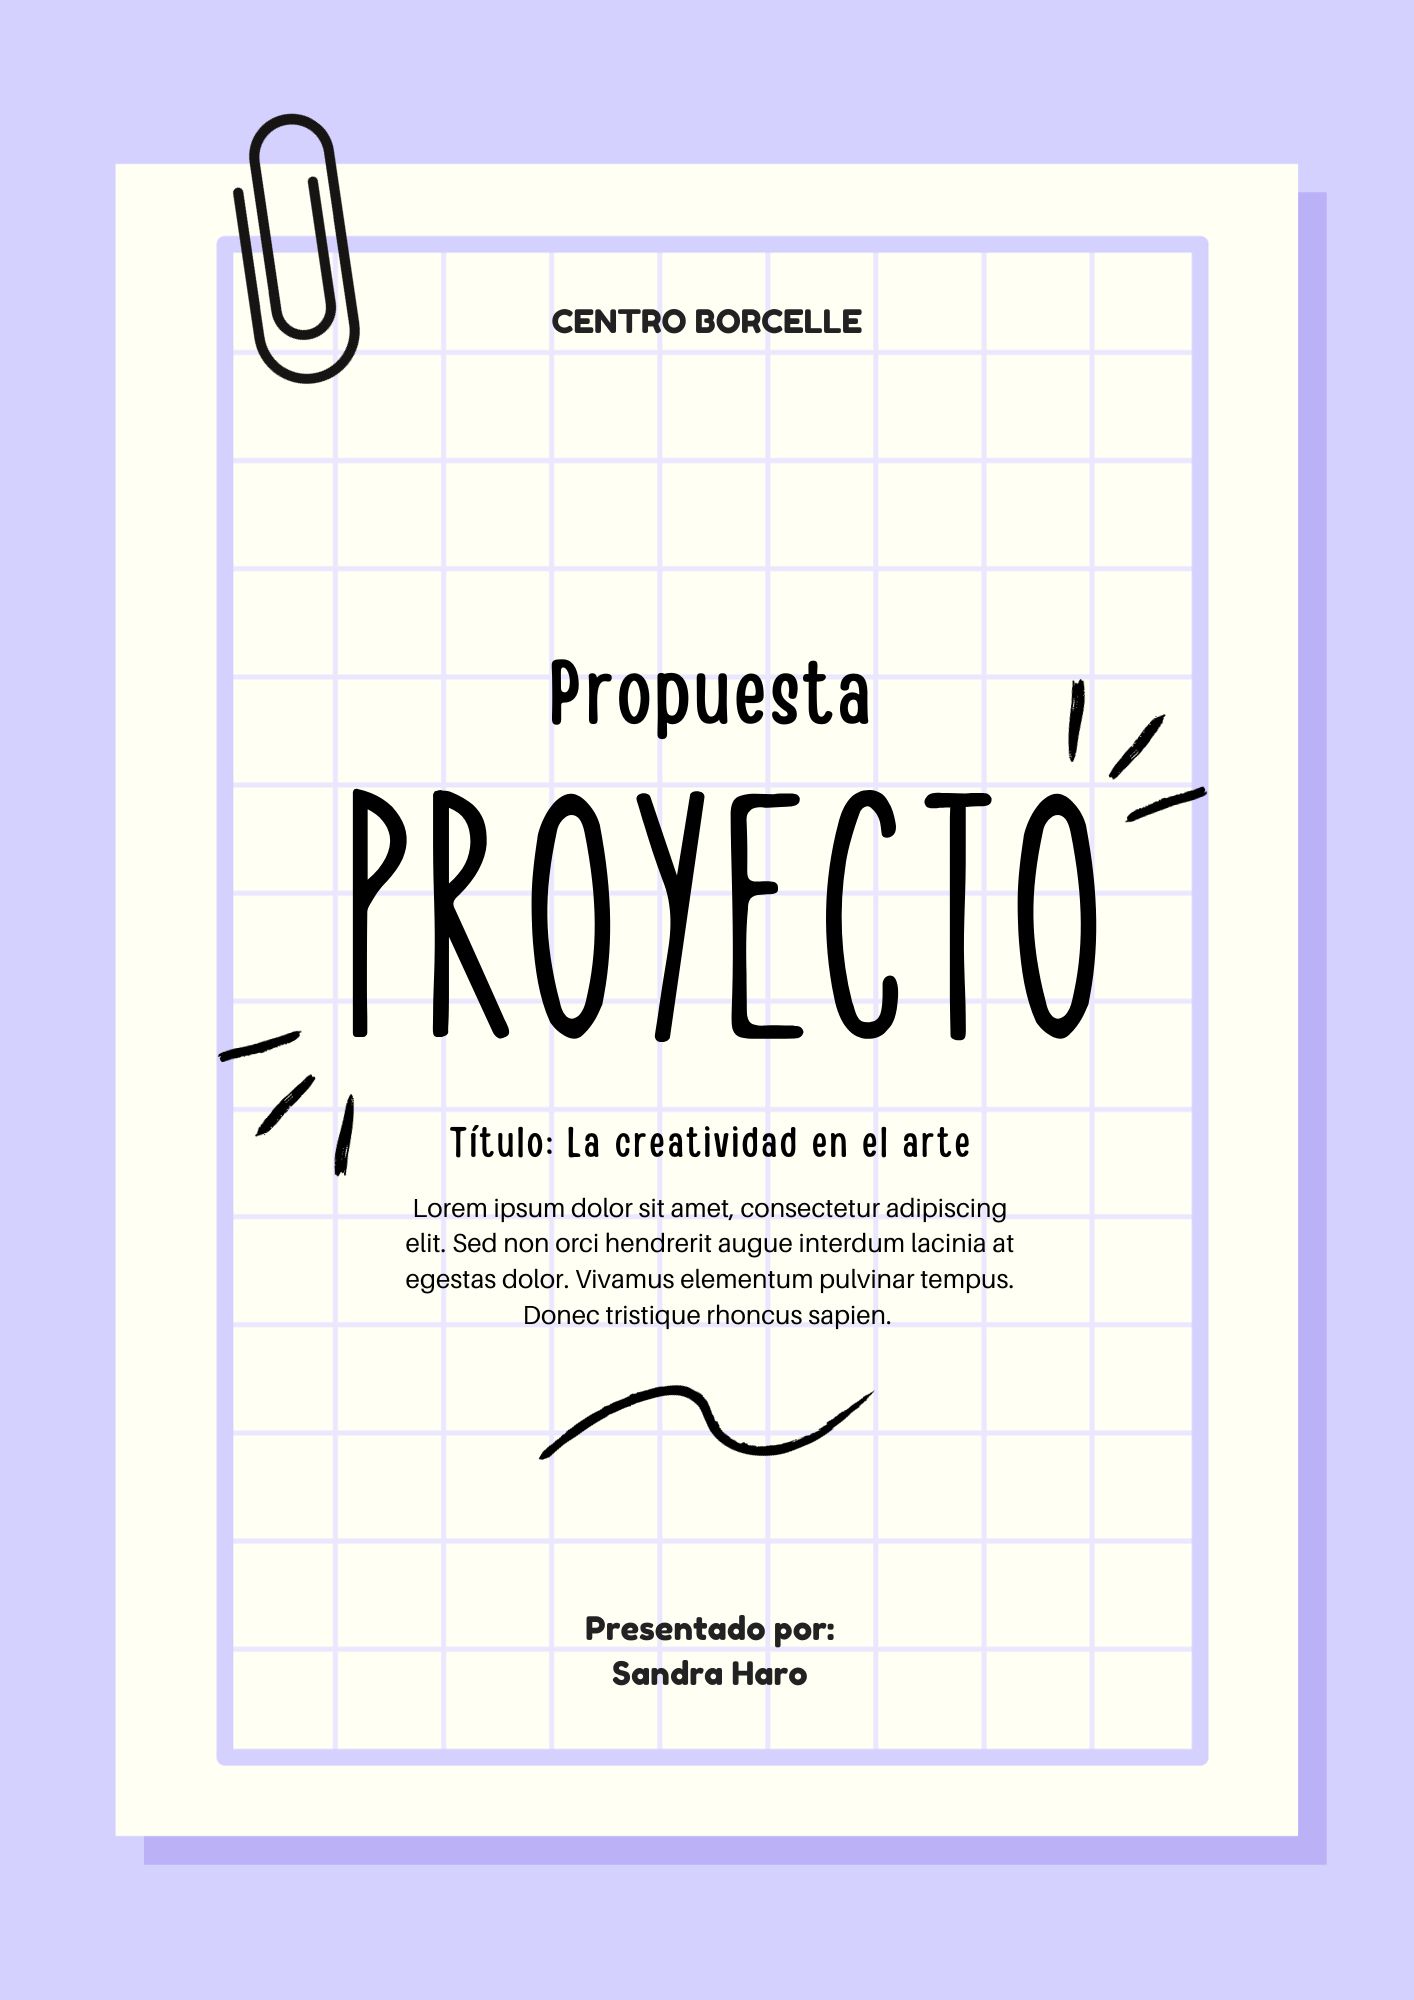 CENTRO BORCELLE
Propuesta
PROYECTO
Título: La creatividad en el arte
Lorem ipsum dolor sit amet, consectetur adipiscing
elit. Sed non orci hendrerit augue interdum lacinia at
egestas dolor. Vivamus elementum pulvinar tempus.
Donec tristique rhoncus sapien.
Presentado por:
Sandra Haro